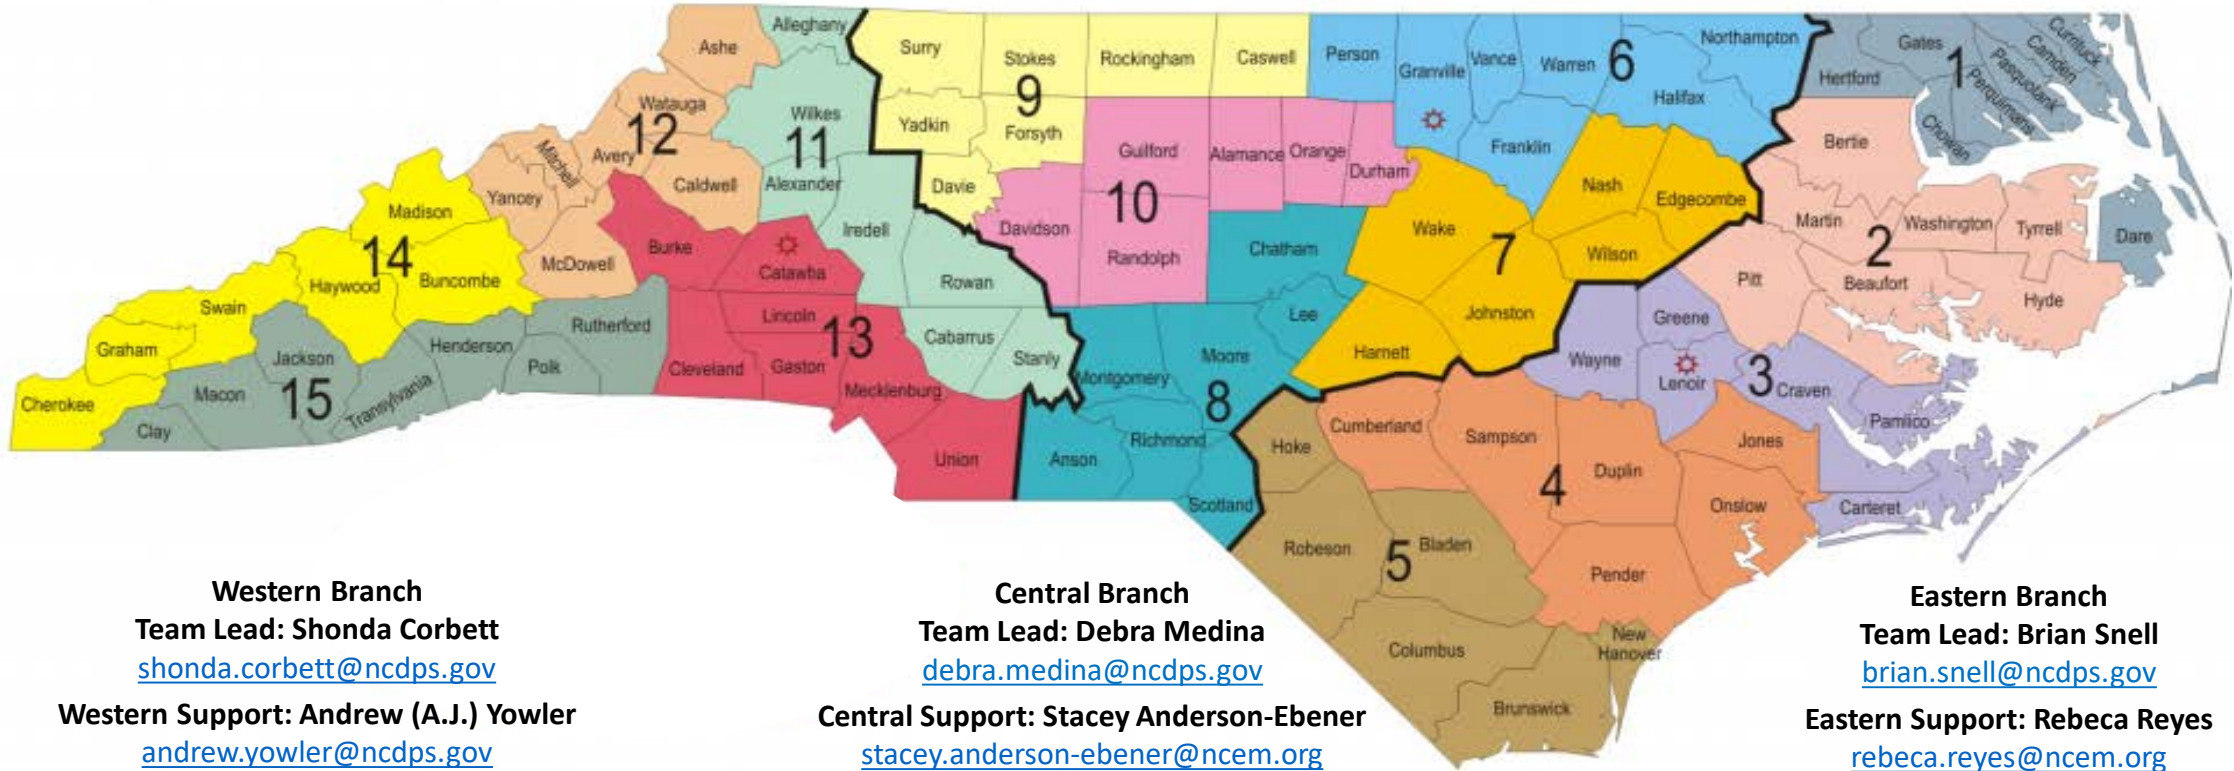 Alleghany
Ashe
Surry
Stokes
Rockingham
Caswell
Person
Granville
Vance
Warren
6
Northampton
Gates
1
Currituck
Camden
Pasquotank
Perquimans
Chowan
Hertford
Watauga
12
Wilkes
11
9
Yadkin
Forsyth
Halifax
Mitchell
Avery
Caldwell
Alexander
Davie
Guilford
Alamance
Orange
Durham
Franklin
Nash
Edgecombe
Bertie
Yancey
Madison
14
Haywood
Buncombe
McDowell
Burke
Catawba
Iredell
Rowan
Davidson
10
Randolph
Chatham
Wake
7
Wilson
Martin
Washington
Tyrrell
Dare
2
Pitt
Beaufort
Hyde
Swain
Graham
Cherokee
Jackson
Macon
15
Clay
Transylvania
Henderson
Polk
Rutherford
Cleveland
Lincoln
13
Gaston
Mecklenburg
Union
Cabarrus
Stanly
Montgomery
Moore
Lee
8
Harnett
Johnston
Wayne
Greene
Lenoir
3
Craven
Pamlico
Carteret
Jones
Anson
Richmond
Scotland
Hoke
Cumberland
Sampson
4
Duplin
Onslow
Pender
Robeson
5
Bladen
Columbus
New
Hanover
Brunswick
Western Branch
Team Lead: Shonda Corbett
shonda.corbett@ncdps.gov
Western Support: Andrew (A.J.) Yowler
andrew.yowler@ncdps.gov
Central Branch
Team Lead: Debra Medina
debra.medina@ncdps.gov
Central Support: Stacey Anderson-Ebener
stacey.anderson-ebener@ncem.org
Eastern Branch
Team Lead: Brian Snell
brian.snell@ncdps.gov
Eastern Support: Rebeca Reyes
rebeca.reyes@ncem.org